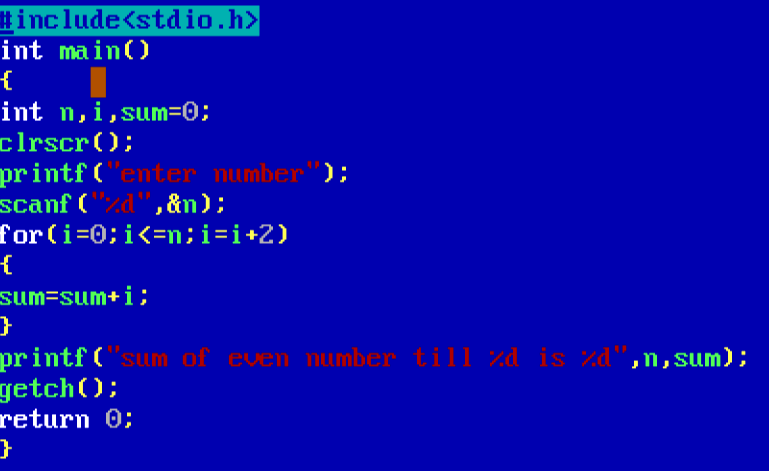 #include<stdio.h>
int main()
{
int n,i,sum=0;
clrscr();
printf("enter number");
scanf("%d",&n);
for(i=0;i<=n;i=i+2)
{
sum=sum+i;
}
printf("sum of even number till %d is %d",n,sum);
getch();
return 0;
}